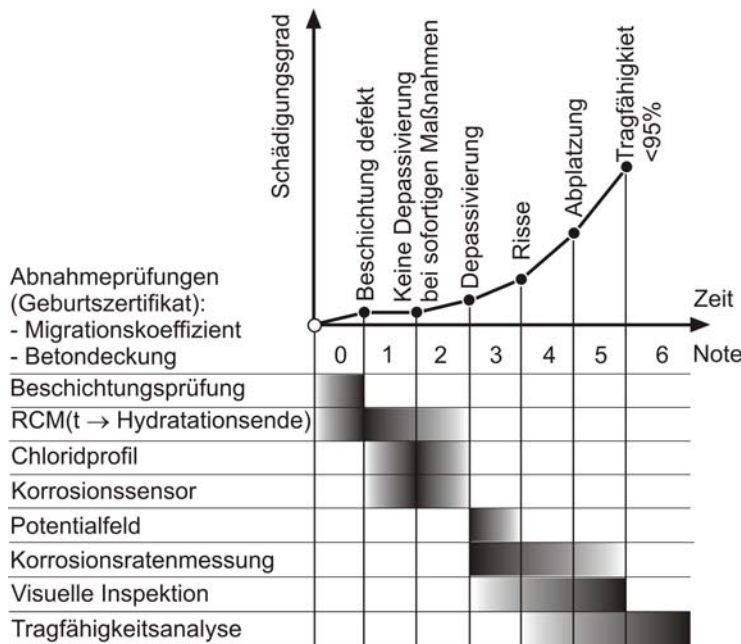 Schädigungsgrad
Beschichtung defekt
Keine Depassivierung
bei sofortigen Maßnahmen
Depassivierung
Risse
Abplatzung
Tragfähigkiet
<95%
Zeit
Abnahmeprüfungen
(Geburtszertifikat):
- Migrationskoeffizient
- Betondeckung
0 1 2 3 4 5 6 Note
Beschichtungsprüfung
RCM(t → Hydratationsende)
Chloridprofil
Korrosionssensor
Potentialfeld
Korrosionsratenmessung
Visuelle Inspektion
Tragfähigkeitsanalyse